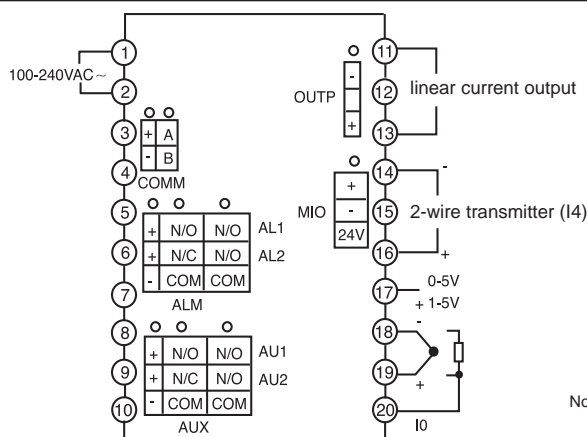 100-240VAC ~
1
2
3
4
5
6
7
8
9
10
+ A
- B
COMM
+ N/O N/O AL1
+ N/C N/O AL2
- COM COM
ALM
+ N/O N/O AU1
+ N/C N/O AU2
- COM COM
AUX
11
12
13
14
15
16
17
18
19
20
OUTP
-
+
linear current output
MIO
+
-
24V
-
2-wire transmitter (I4)
+
0-5V
+ 1-5V
-
+
I0
No